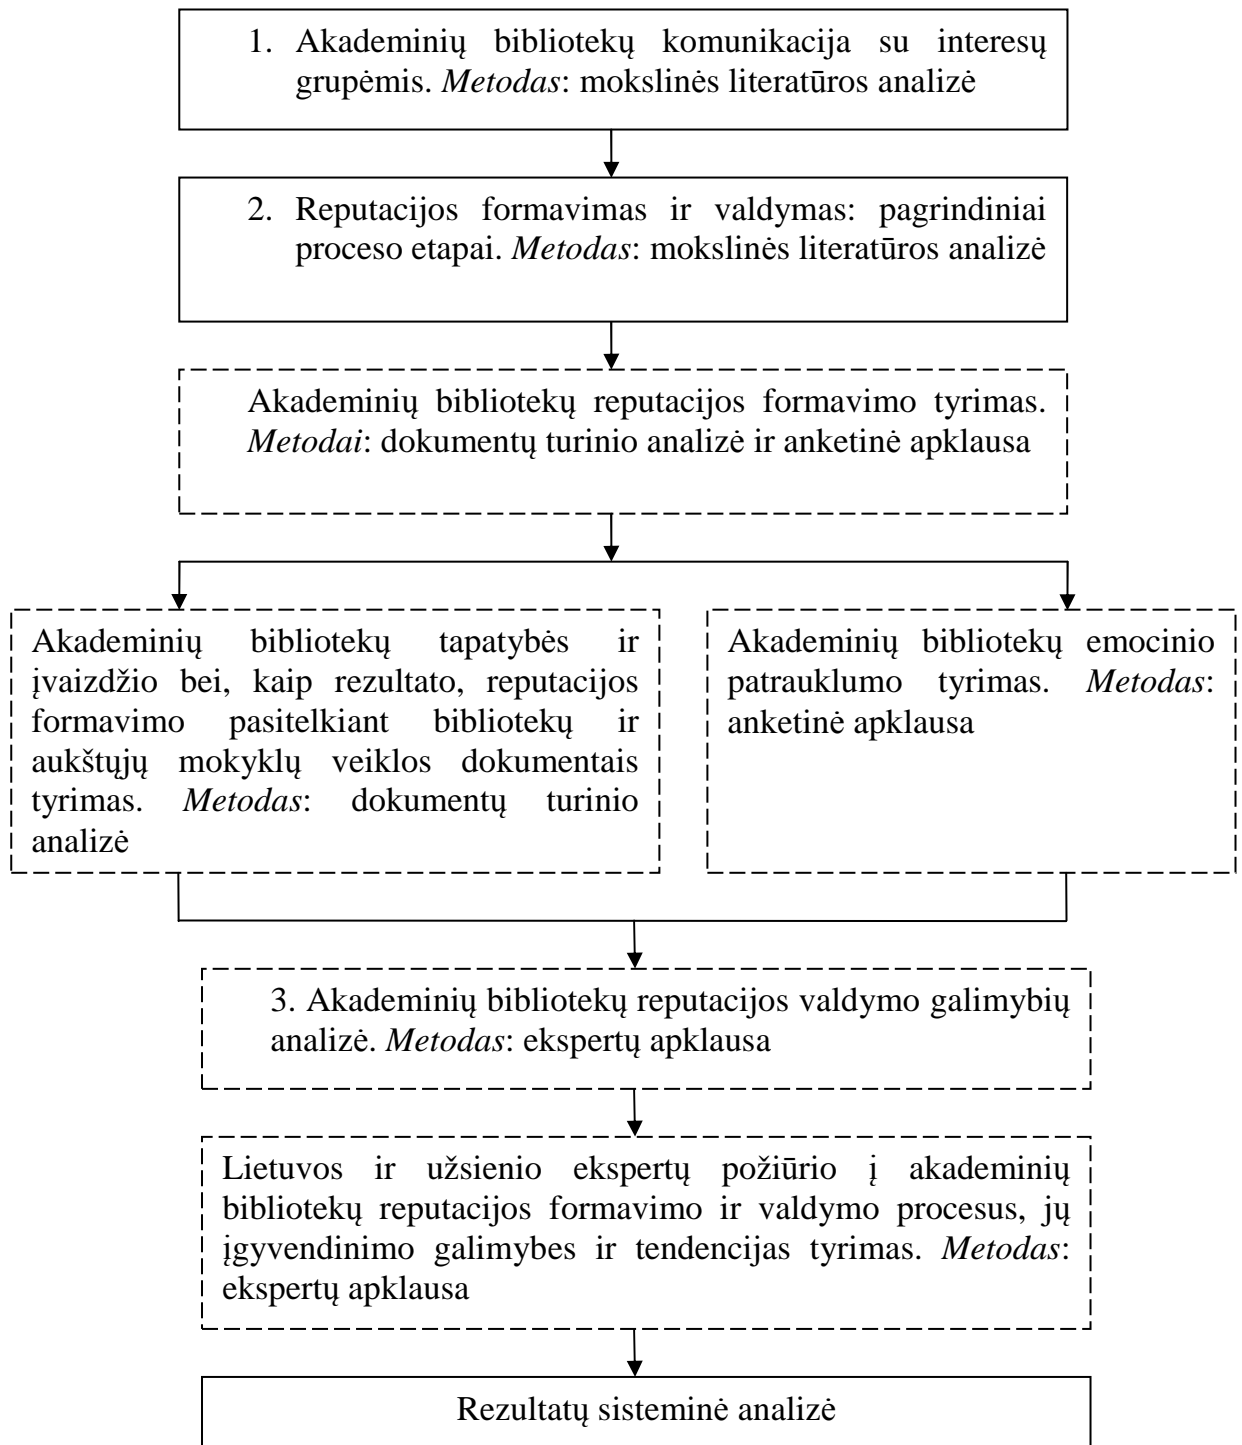 1. Akademinių bibliotekų komunikacija su interesų
grupėmis. Metodas: mokslinės literatūros analizė
2. Reputacijos formavimas ir valdymas: pagrindiniai
proceso etapai. Metodas: mokslinės literatūros analizė
Akademinių bibliotekų reputacijos formavimo tyrimas.
Metodai: dokumentų turinio analizė ir anketinė apklausa
Akademinių bibliotekų tapatybės ir
įvaizdžio bei, kaip rezultato, reputacijos
formavimo pasitelkiant bibliotekų ir
aukštųjų mokyklų veiklos dokumentais
tyrimas. Metodas: dokumentų turinio
analizė
Akademinių bibliotekų emocinio
patrauklumo tyrimas. Metodas:
anketinė apklausa
3. Akademinių bibliotekų reputacijos valdymo galimybių
analizė. Metodas: ekspertų apklausa
Lietuvos ir užsienio ekspertų požiūrio į akademinių
bibliotekų reputacijos formavimo ir valdymo procesus, jų
įgyvendinimo galimybes ir tendencijas tyrimas. Metodas:
ekspertų apklausa
Rezultatų sisteminė analizė